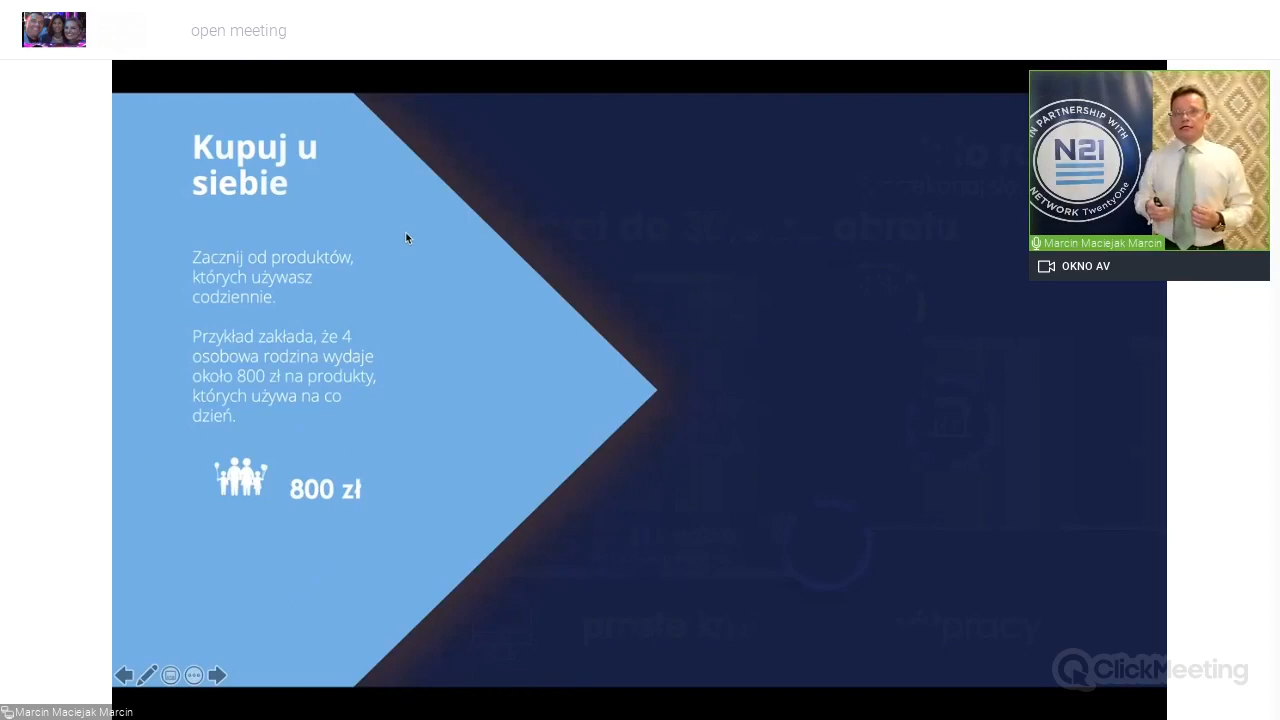 open meeting
Kupuj u
siebie
Zacznij od produktów,
których używasz
codziennie.
Przykład zakłada, że 4
osobowa rodzina wydaje
około 800 zł na produkty,
których używa na co
dzień.
800 zł
IN PARTNERSHIP WITH
N21
NETWORK TwentyOne
Marcin Maciejak Marcin
OKNO AV
ClickMeeting
Marcin Maciejak Marcin